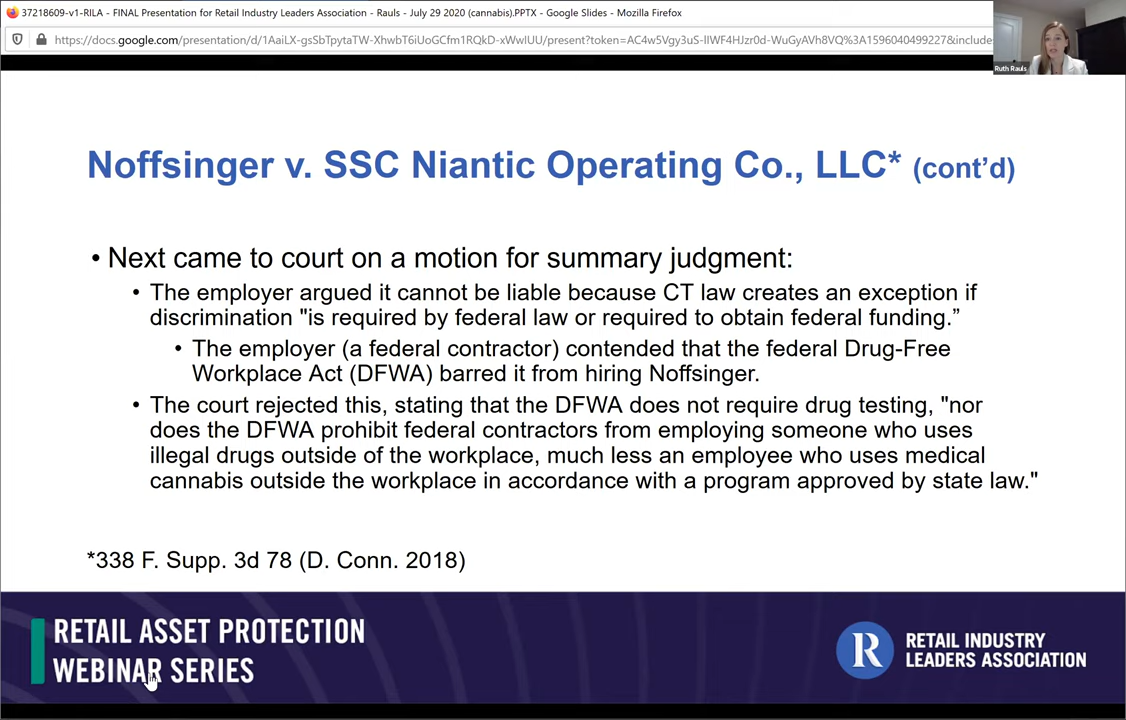 37218609-v1-RILA - FINAL Presentation for Retail Industry Leaders Association - Rauls - July 29 2020 (cannabis).PPTX - Google Slides - Mozilla Firefox
Ruth Rauls
Noffsinger v. SSC Niantic Operating Co., LLC* (cont’d)
• Next came to court on a motion for summary judgment:
• The employer argued it cannot be liable because CT law creates an exception if
discrimination "is required by federal law or required to obtain federal funding.”
• The employer (a federal contractor) contended that the federal Drug-Free
Workplace Act (DFWA) barred it from hiring Noffsinger.
• The court rejected this, stating that the DFWA does not require drug testing, "nor
does the DFWA prohibit federal contractors from employing someone who uses
illegal drugs outside of the workplace, much less an employee who uses medical
cannabis outside the workplace in accordance with a program approved by state law."
*338 F. Supp. 3d 78 (D. Conn. 2018)
RETAIL ASSET PROTECTION
WEBINAR SERIES
R
RETAIL INDUSTRY
LEADERS ASSOCIATION